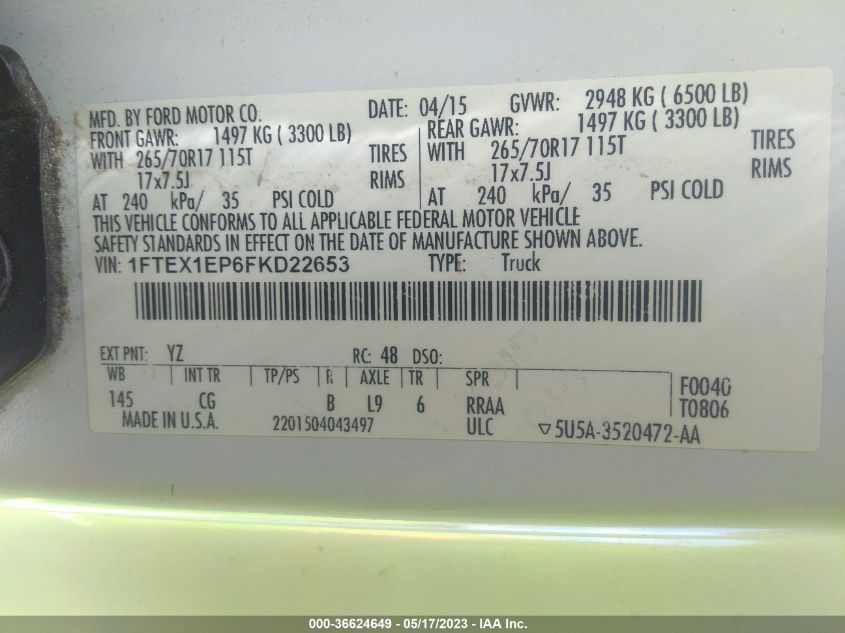 MFD. BY FORD MOTOR CO. DATE: 04/15 GVWR: 2948 KG ( 6500 LB)
FRONT GAWR: 1497 KG ( 3300 LB) REAR GAWR: 1497 KG ( 3300 LB)
WITH 265/70R17 115T TIRES WITH 265/70R17 115T TIRES
17x7.5J RIMS 17x7.5J RIMS
AT 240 kPa/ 35 PSI COLD AT 240 kPa/ 35 PSI COLD
THIS VEHICLE CONFORMS TO ALL APPLICABLE FEDERAL MOTOR VEHICLE
SAFETY STANDARDS IN EFFECT ON THE DATE OF MANUFACTURE SHOWN ABOVE.
VIN: 1FTEX1EP6FKD22653 TYPE: Truck
EXT PNT: YZ RC: 48 DSO:
WB INT TR TP/PS R AXLE TR SPR F0040
145 CG B L9 6 RRAA T0806
MADE IN U.S.A. 2201504043497 ULC ▽5U5A-3520472-AA
000-36624649 - 05/17/2023 - IAA Inc.